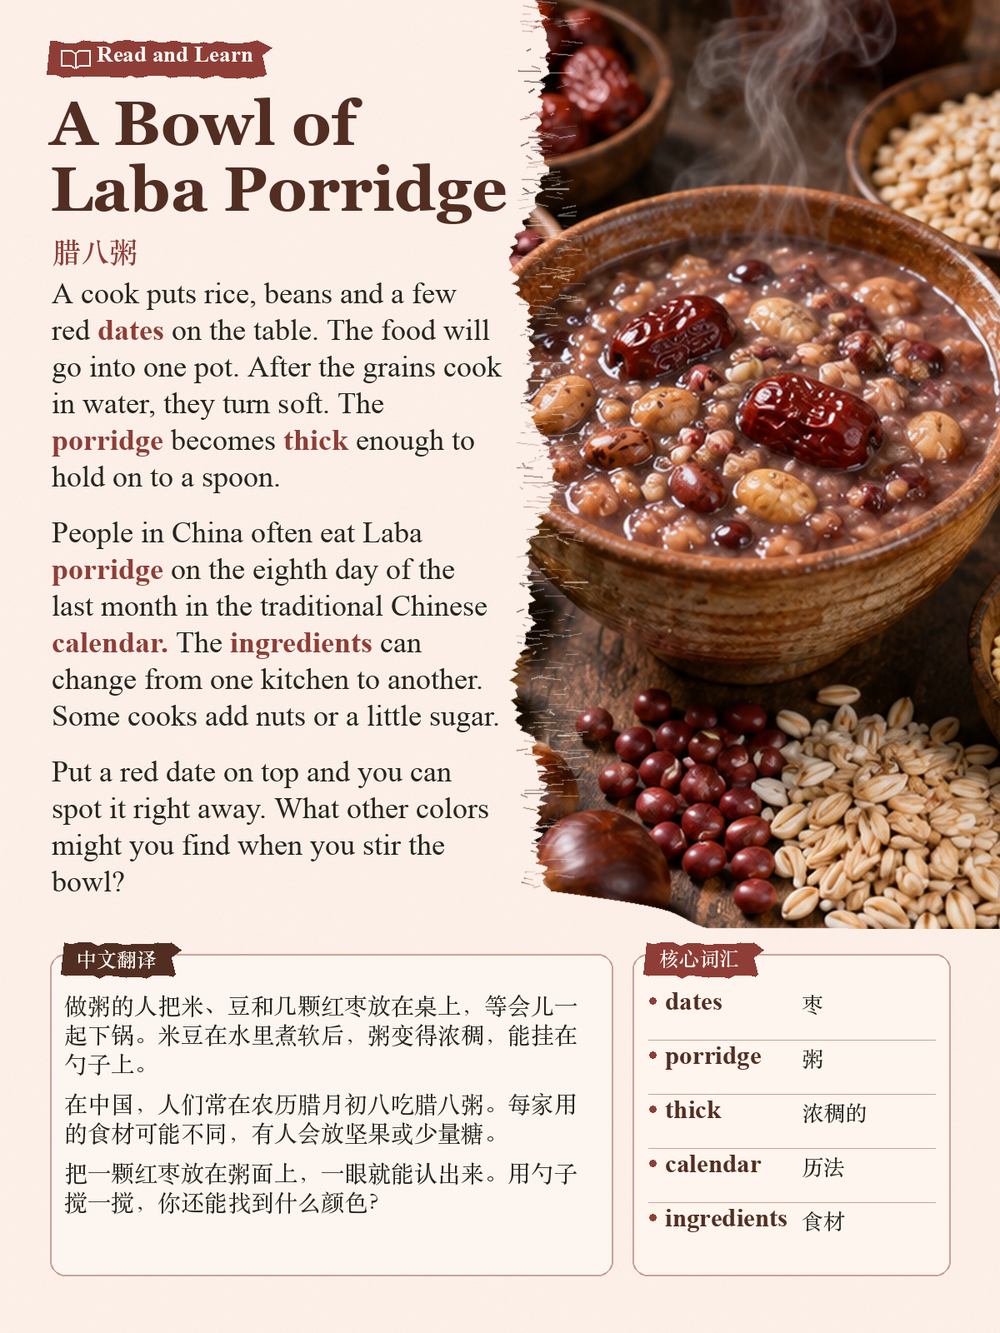 Read and Learn
A Bowl of
Laba Porridge
腊八粥
A cook puts rice, beans and a few
red dates on the table. The food will
go into one pot. After the grains cook
in water, they turn soft. The
porridge becomes thick enough to
hold on to a spoon.
People in China often eat Laba
porridge on the eighth day of the
last month in the traditional Chinese
calendar. The ingredients can
change from one kitchen to another.
Some cooks add nuts or a little sugar.
Put a red date on top and you can
spot it right away. What other colors
might you find when you stir the
bowl?
中文翻译
做粥的人把米、豆和几颗红枣放在桌上，等会儿一
起下锅。米豆在水里煮软后，粥变得浓稠，能挂在
勺子上。
在中国，人们常在农历腊月初八吃腊八粥。每家用
的食材可能不同，有人会放坚果或少量糖。
把一颗红枣放在粥面上，一眼就能认出来。用勺子
搅一搅，你还能找到什么颜色？
核心词汇
• dates 枣
• porridge 粥
• thick 浓稠的
• calendar 历法
• ingredients 食材